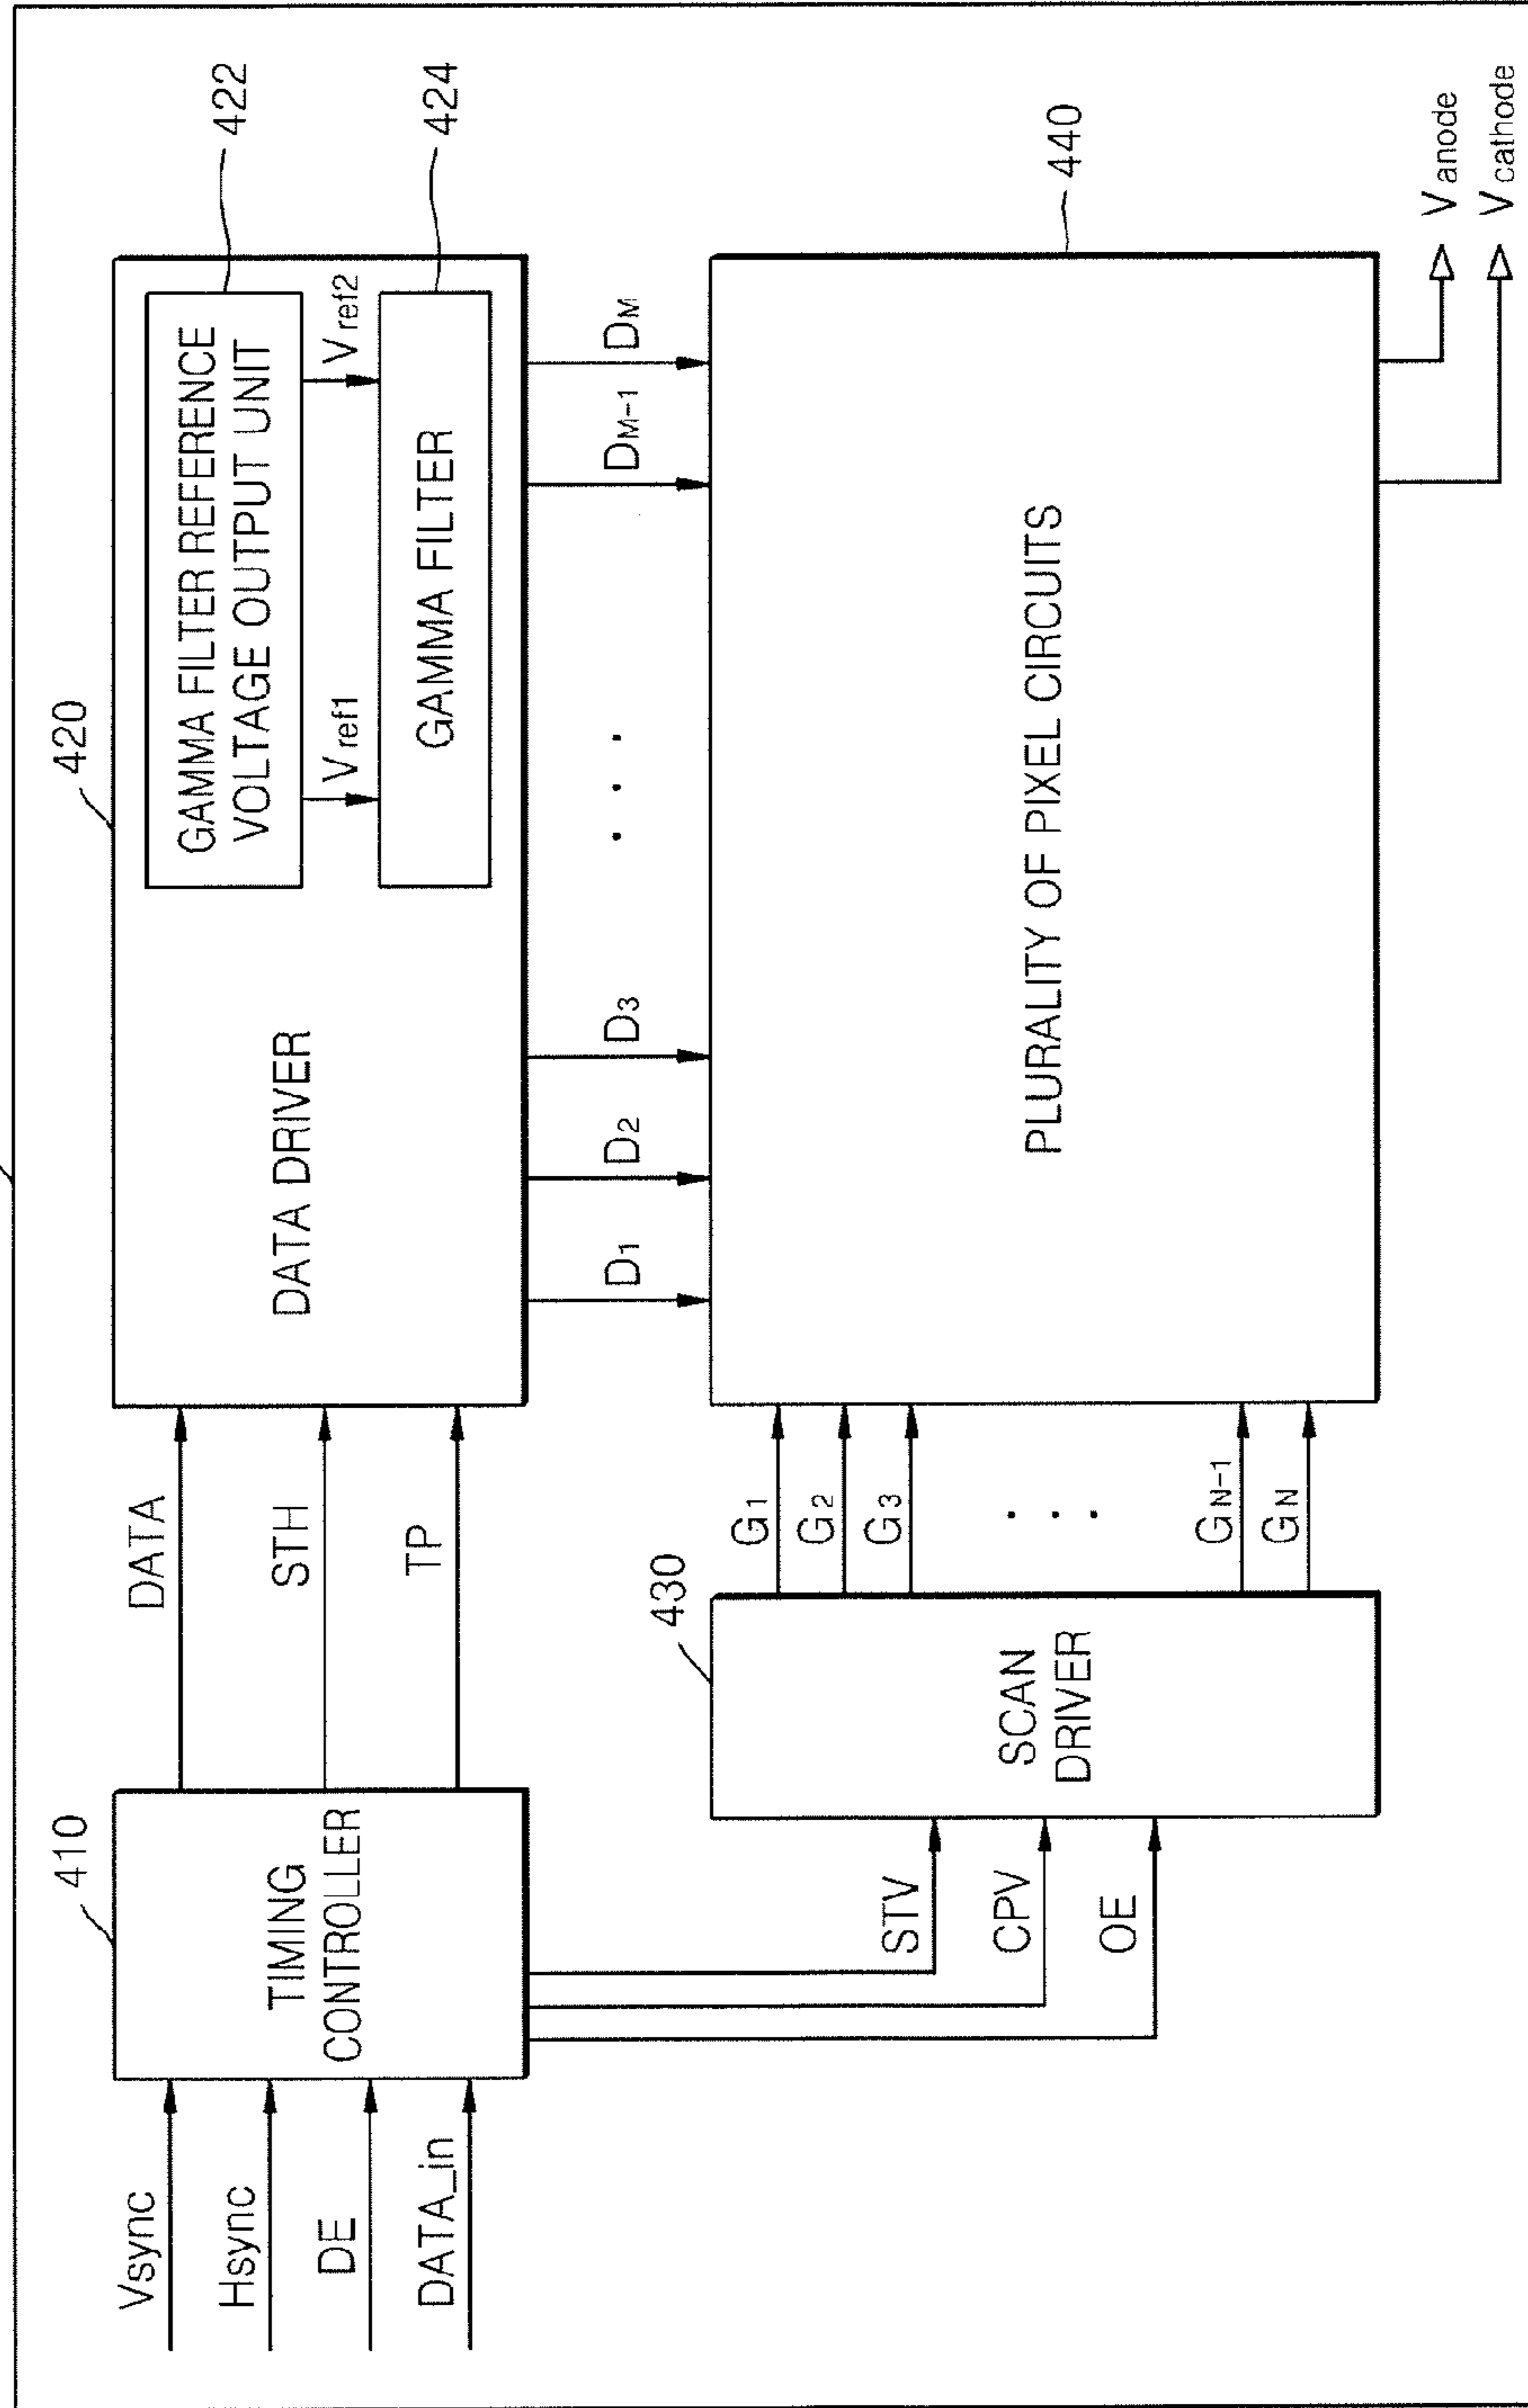 410
420
422
424
Vsync
Hsync
DE
DATA_in
TIMING
CONTROLLER
DATA
STH
TP
DATA DRIVER
GAMMA FILTER REFERENCE
VOLTAGE OUTPUT UNIT
Vref1
Vref2
GAMMA FILTER
D1
D2
D3
. . .
DM-1
DM
STV
CPV
OE
430
SCAN
DRIVER
G1
G2
G3
. . .
GN-1
GN
440
PLURALITY OF PIXEL CIRCUITS
Vanode
Vcathode